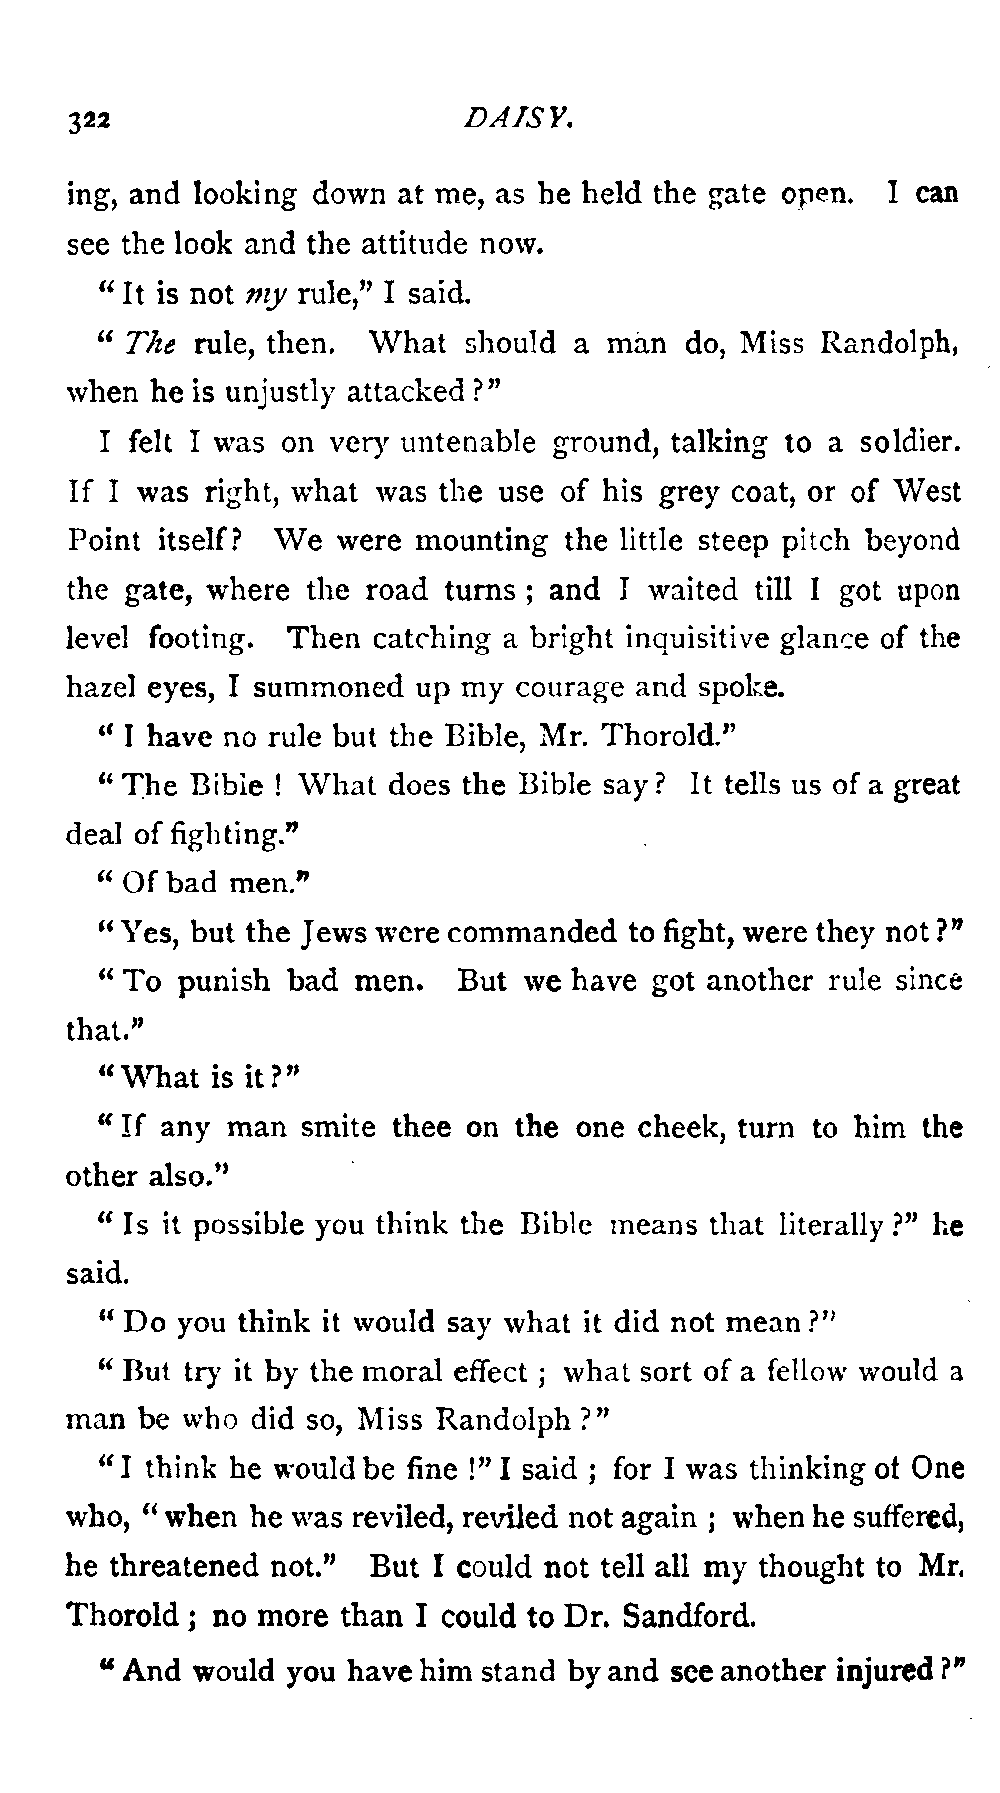 322 DAISY.
ing, and looking down at me, as he held the gate open. I can
see the look and the attitude now.
" It is not my rule," I said.
" The rule, then. What should a man do, Miss Randolph,
when he is unjustly attacked ?"
I felt I was on very untenable ground, talking to a soldier.
If I was right, what was the use of his grey coat, or of West
Point itself? We were mounting the little steep pitch beyond
the gate, where the road turns ; and I waited till I got upon
level footing. Then catching a bright inquisitive glance of the
hazel eyes, I summoned up my courage and spoke.
" I have no rule but the Bible, Mr. Thorold."
" The Bible ! What does the Bible say ? It tells us of a great
deal of fighting."
" Of bad men."
" Yes, but the Jews were commanded to fight, were they not ?"
" To punish bad men. But we have got another rule since
that."
" What is it ?"
" If any man smite thee on the one cheek, turn to him the
other also."
" Is it possible you think the Bible means that literally ?" he
said.
" Do you think it would say what it did not mean ?"
" But try it by the moral effect ; what sort of a fellow would a
man be who did so, Miss Randolph ?"
" I think he would be fine !" I said ; for I was thinking of One
who, " when he was reviled, reviled not again ; when he suffered,
he threatened not." But I could not tell all my thought to Mr.
Thorold ; no more than I could to Dr. Sandford.
" And would you have him stand by and see another injured ?"